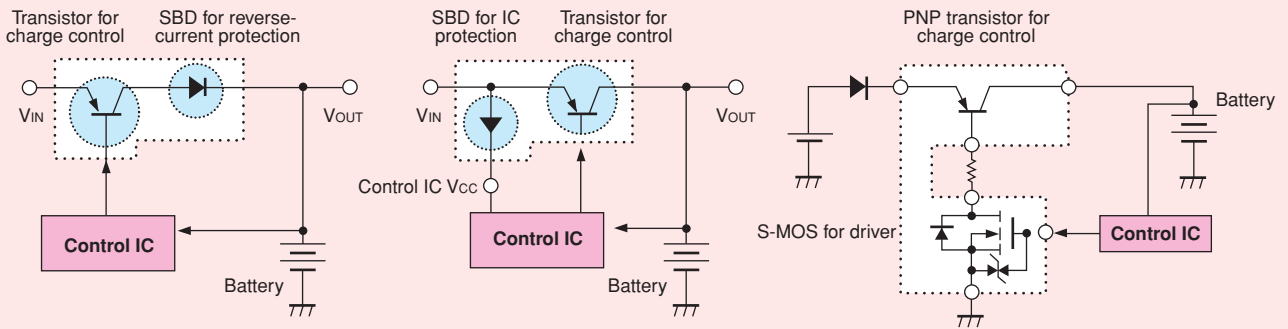 Transistor for
charge control
SBD for reverse-
current protection
VIN
VOUT
Control IC
Battery
SBD for IC
protection
Transistor for
charge control
VIN
VOUT
Control IC VCC
Control IC
Battery
PNP transistor for
charge control
Battery
S-MOS for driver
Control IC